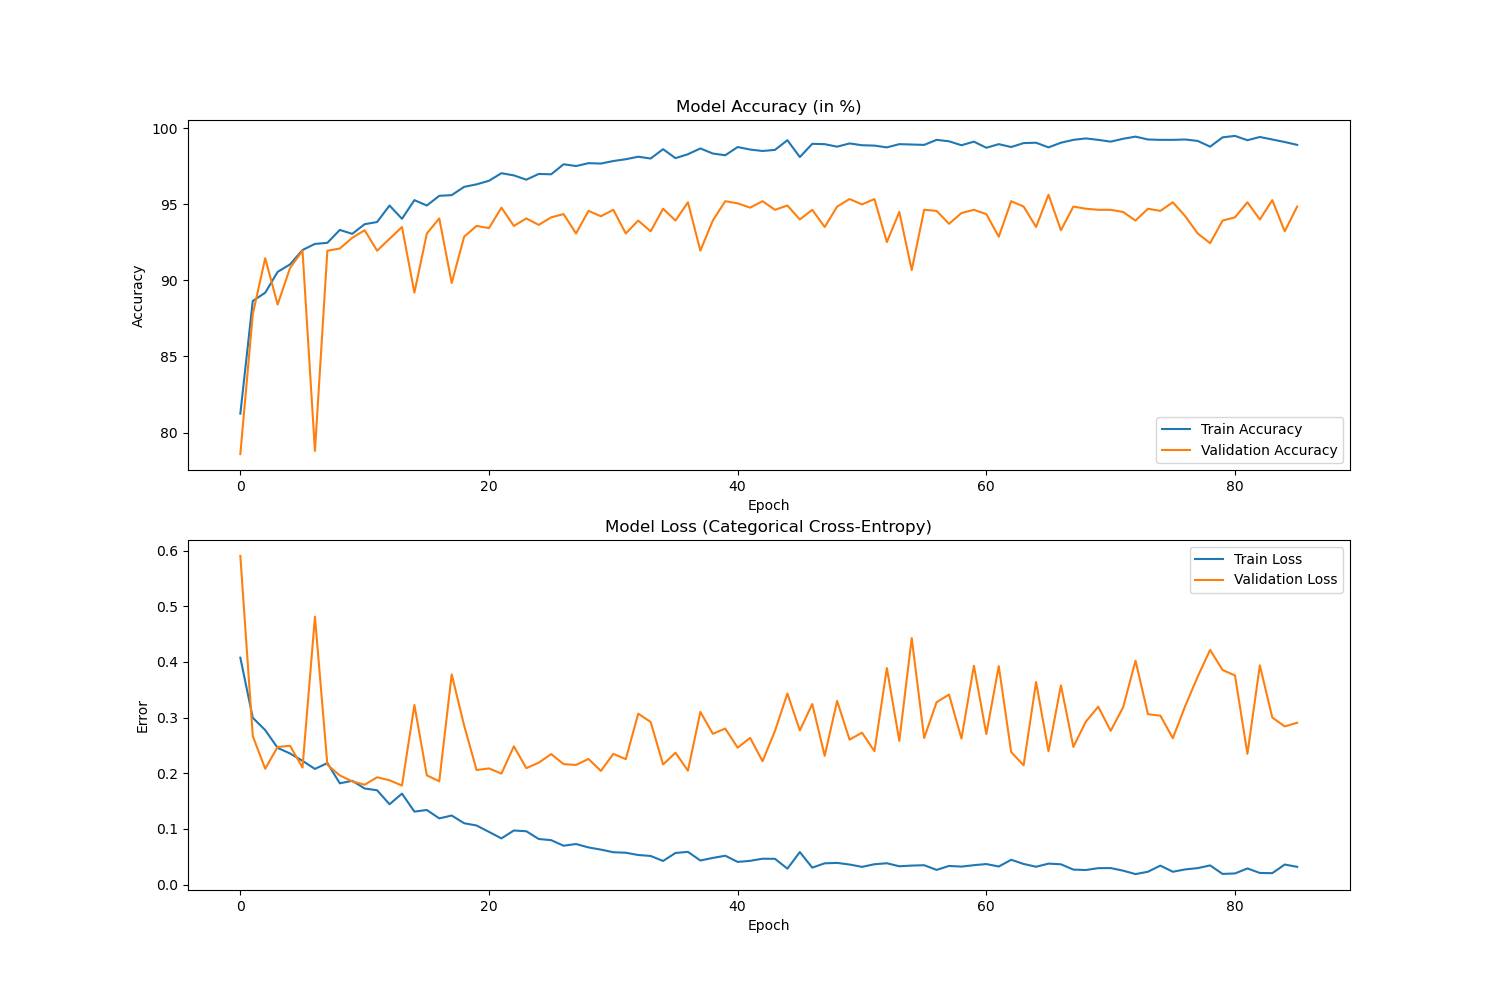 Model Accuracy (in %)
100
95
90
85
80
Accuracy
Train Accuracy
Validation Accuracy
0 20 40 60 80
Epoch
Model Loss (Categorical Cross-Entropy)
0.6
0.5
0.4
0.3
0.2
0.1
0.0
Error
Train Loss
Validation Loss
0 20 40 60 80
Epoch